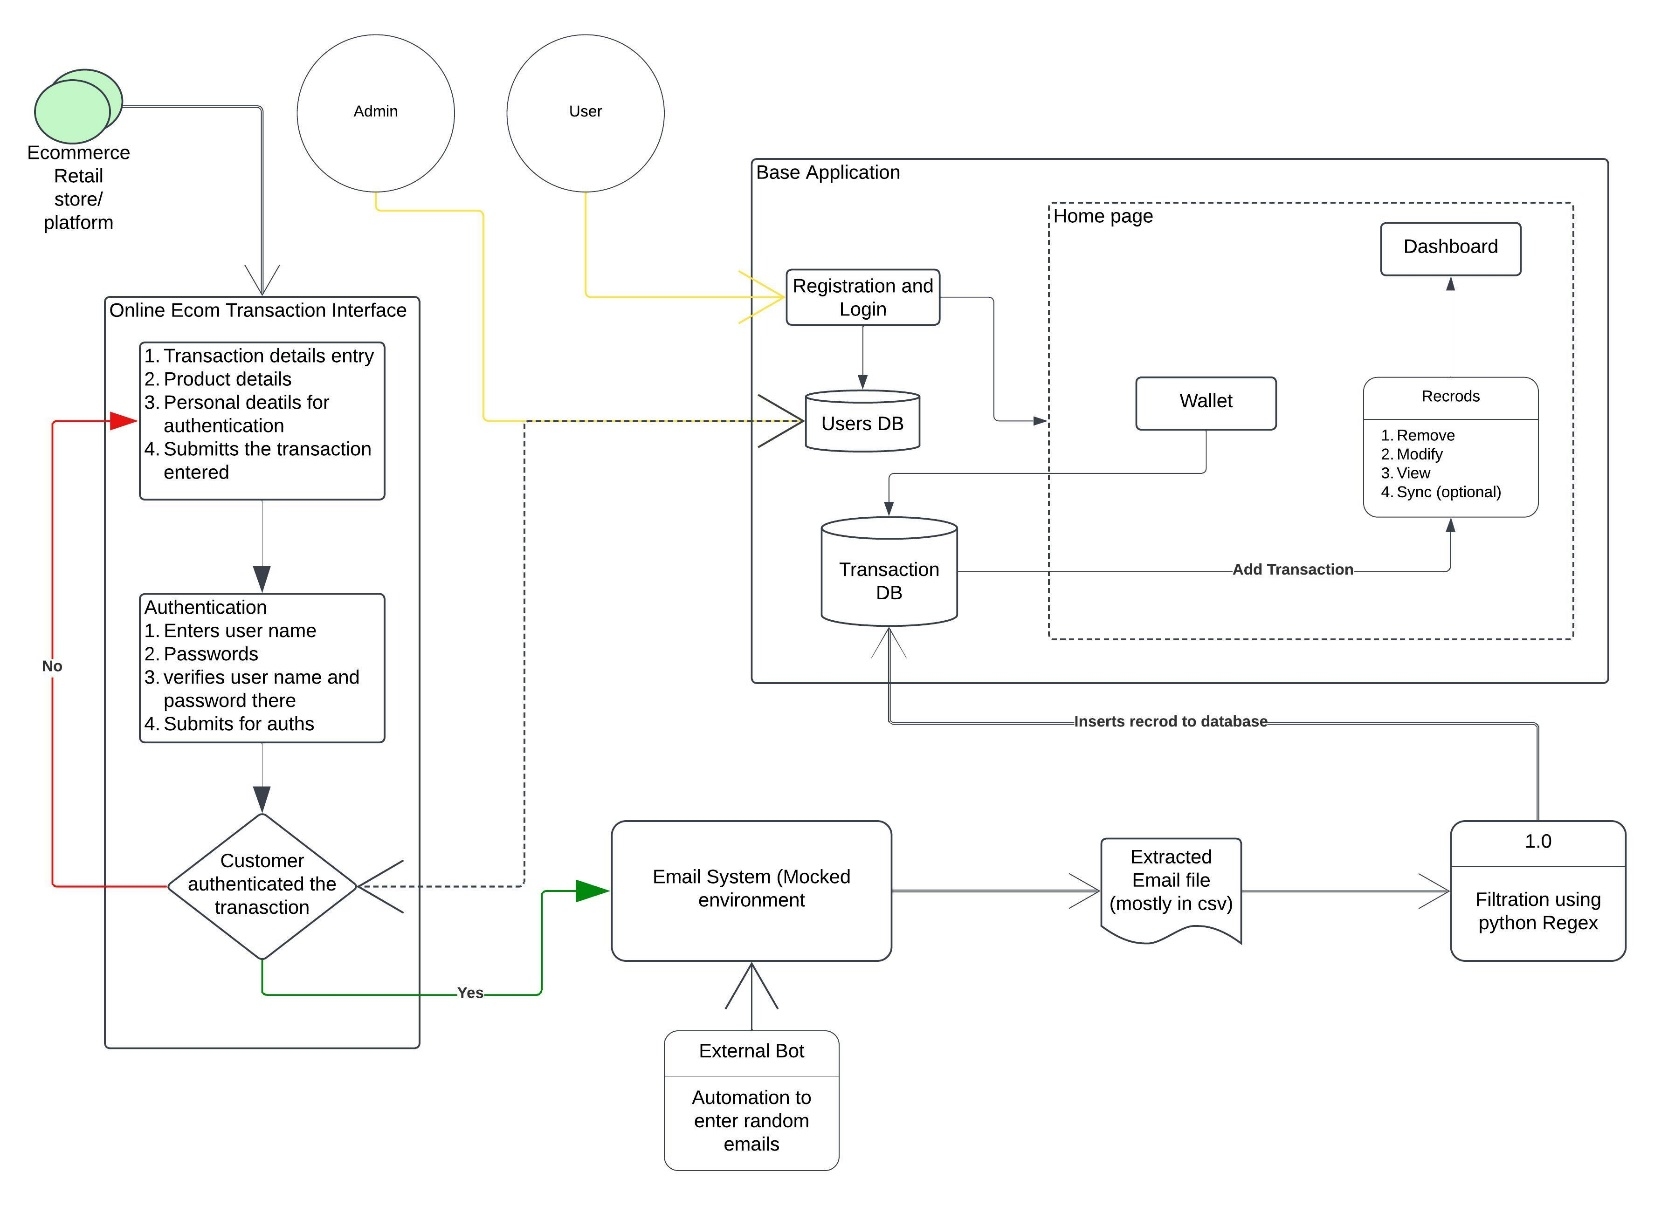 Ecommerce
Retail
store/
platform
Admin
User
Base Application
Home page
Dashboard
Registration and
Login
Users DB
Wallet
Recrods
1. Remove
2. Modify
3. View
4. Sync (optional)
Transaction
DB
Add Transaction
Inserts recrod to database
Online Ecom Transaction Interface
1. Transaction details entry
2. Product details
3. Personal deatils for
authentication
4. Submitts the transaction
entered
Authentication
1. Enters user name
2. Passwords
3. verifies user name and
password there
4. Submits for auths
No
Customer
authenticated the
tranasction
Yes
Email System (Mocked
environment
Extracted
Email file
(mostly in csv)
1.0
Filtration using
python Regex
External Bot
Automation to
enter random
emails